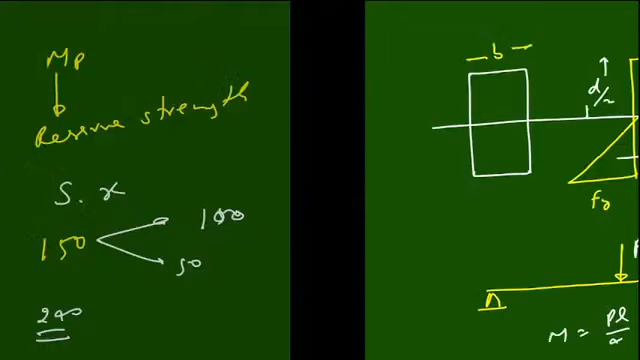 Mp
Reserve strength
S. x
150
100
50
200
b
d/2
fy
M = Pl